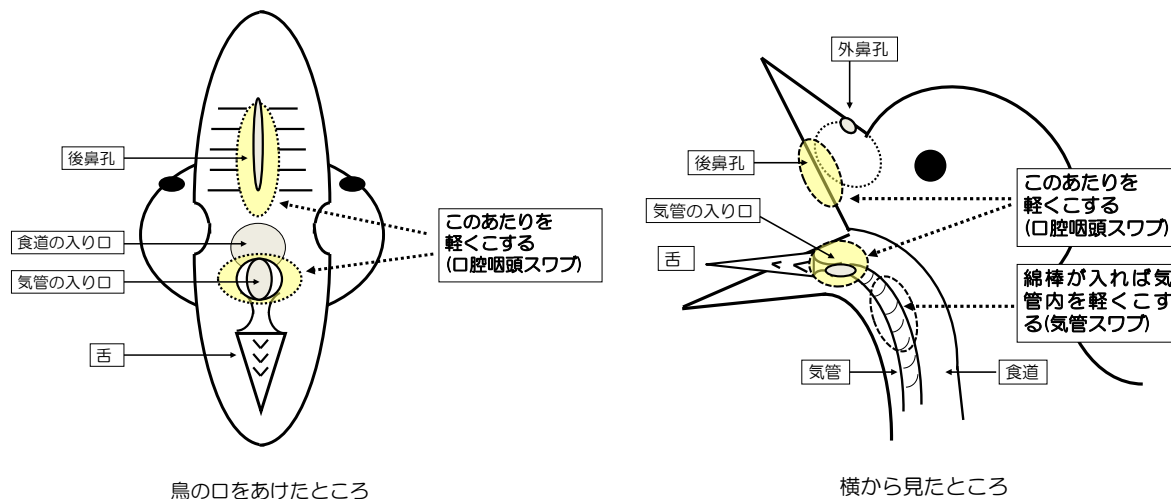 後鼻孔
食道の入り口
気管の入り口
舌
このあたりを
軽くこする
(口腔咽頭スワブ)
鳥の口をあけたところ
外鼻孔
後鼻孔
気管の入り口
舌
気管
食道
このあたりを
軽くこする
(口腔咽頭スワブ)
綿棒が入れば気
管内を軽くこす
る(気管スワブ)
横から見たところ